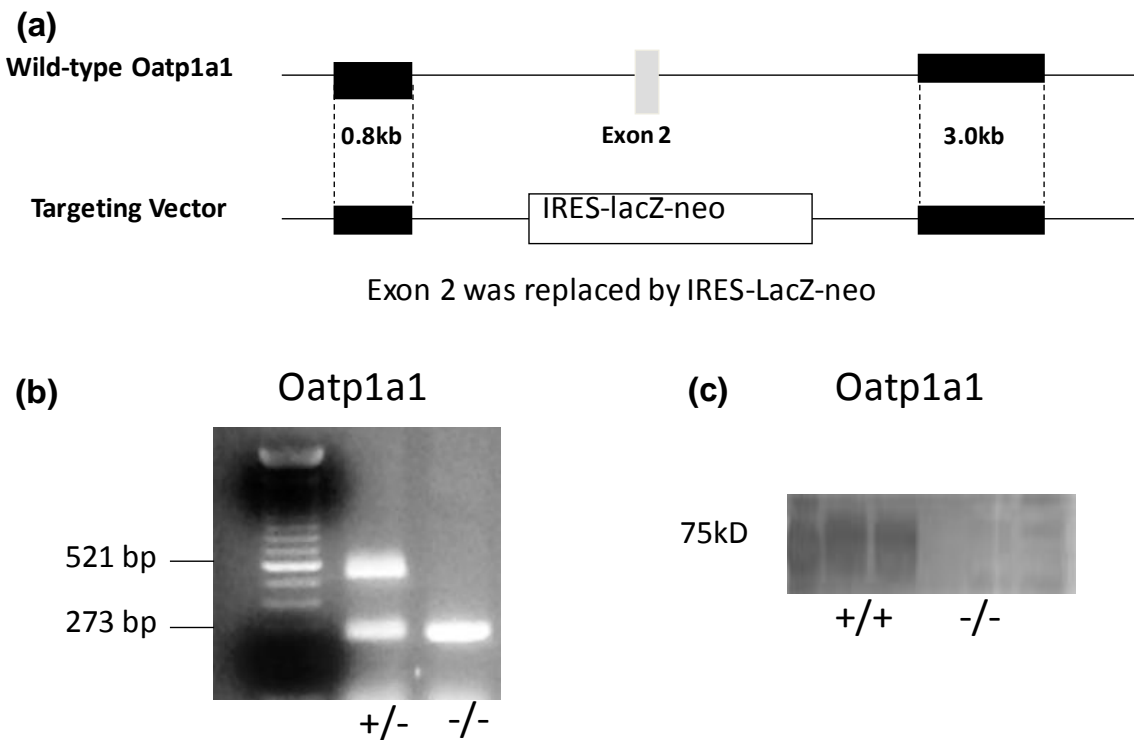 (a)
Wild-type Oatp1a1
0.8kb
Exon 2
3.0kb
Targeting Vector
IRES-lacZ-neo
Exon 2 was replaced by IRES-LacZ-neo
(b)
Oatp1a1
521 bp
273 bp
+/-
-/-
(c)
Oatp1a1
75kD
+/+
-/-